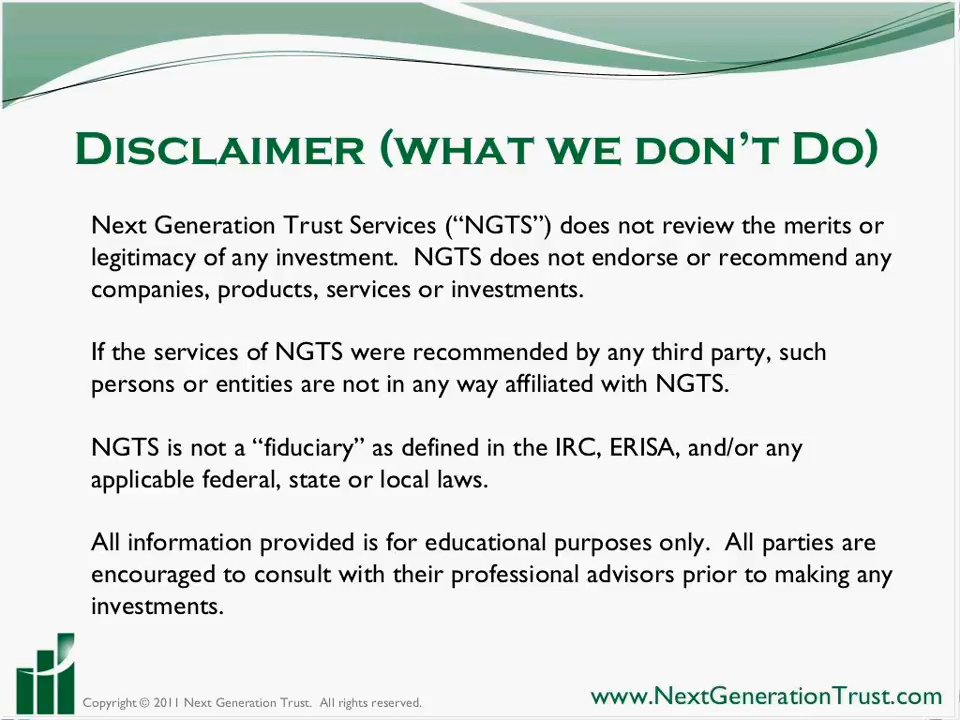 Disclaimer (what we don’t Do)
Next Generation Trust Services (“NGTS”) does not review the merits or
legitimacy of any investment.  NGTS does not endorse or recommend any
companies, products, services or investments.
If the services of NGTS were recommended by any third party, such
persons or entities are not in any way affiliated with NGTS.
NGTS is not a “fiduciary” as defined in the IRC, ERISA, and/or any
applicable federal, state or local laws.
All information provided is for educational purposes only.  All parties are
encouraged to consult with their professional advisors prior to making any
investments.
Copyright © 2011 Next Generation Trust.  All rights reserved.
www.NextGenerationTrust.com